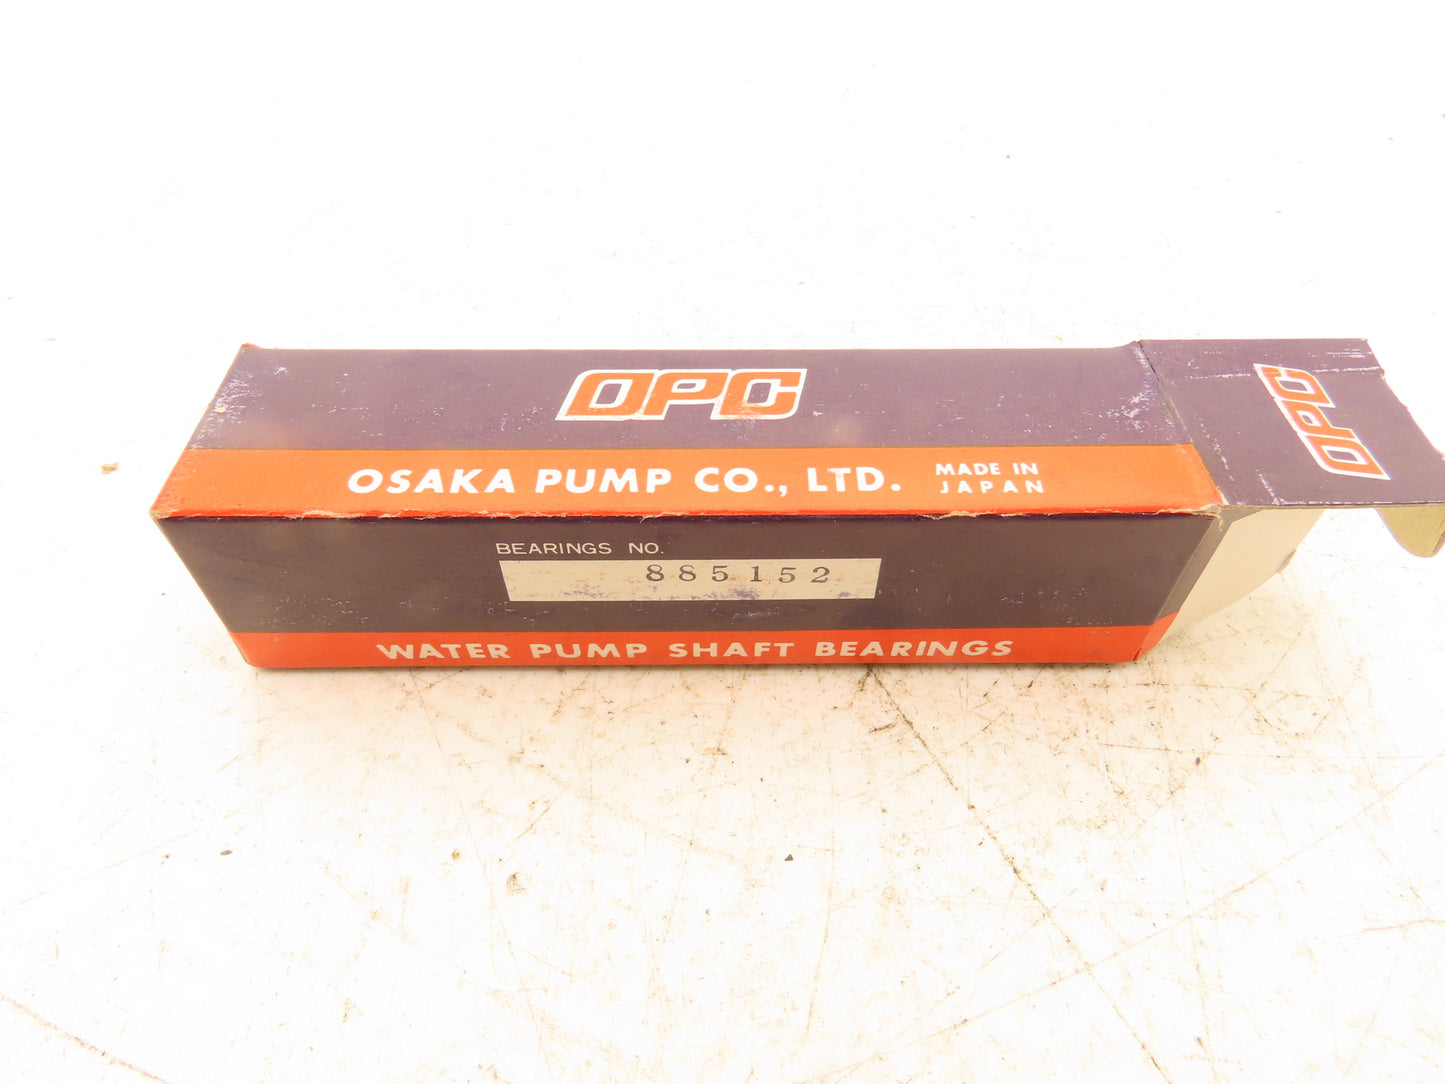 OPC
OSAKA PUMP CO., LTD. MADE IN
JAPAN
BEARINGS NO.
885152
WATER PUMP SHAFT BEARINGS
OPC